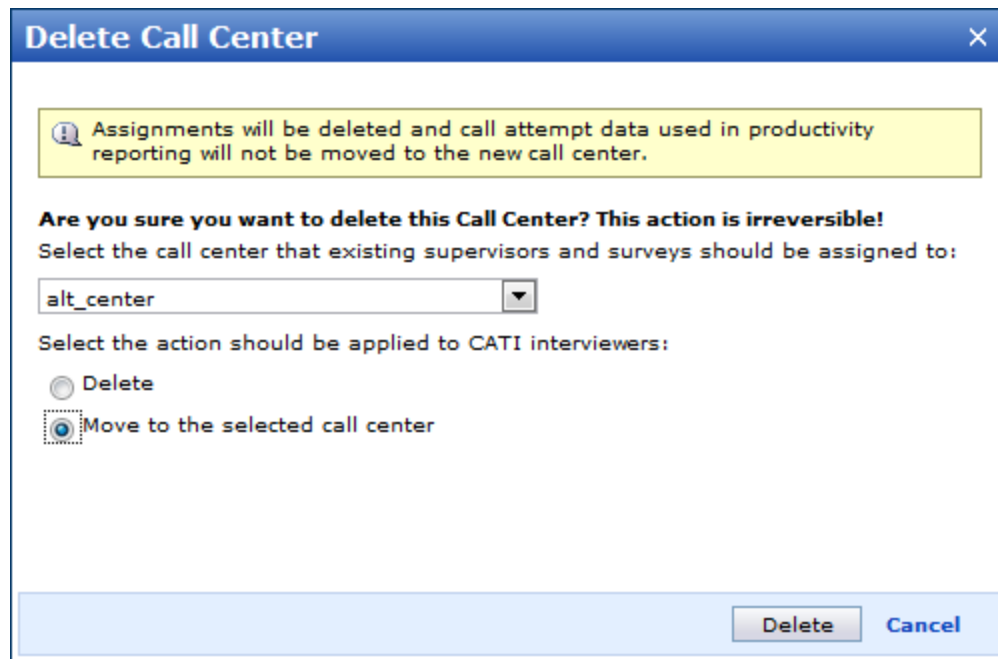 Delete Call Center
Assignments will be deleted and call attempt data used in productivity
reporting will not be moved to the new call center.
Are you sure you want to delete this Call Center? This action is irreversible!
Select the call center that existing supervisors and surveys should be assigned to:
alt_center
Select the action should be applied to CATI interviewers:
Delete
Move to the selected call center
Delete Cancel